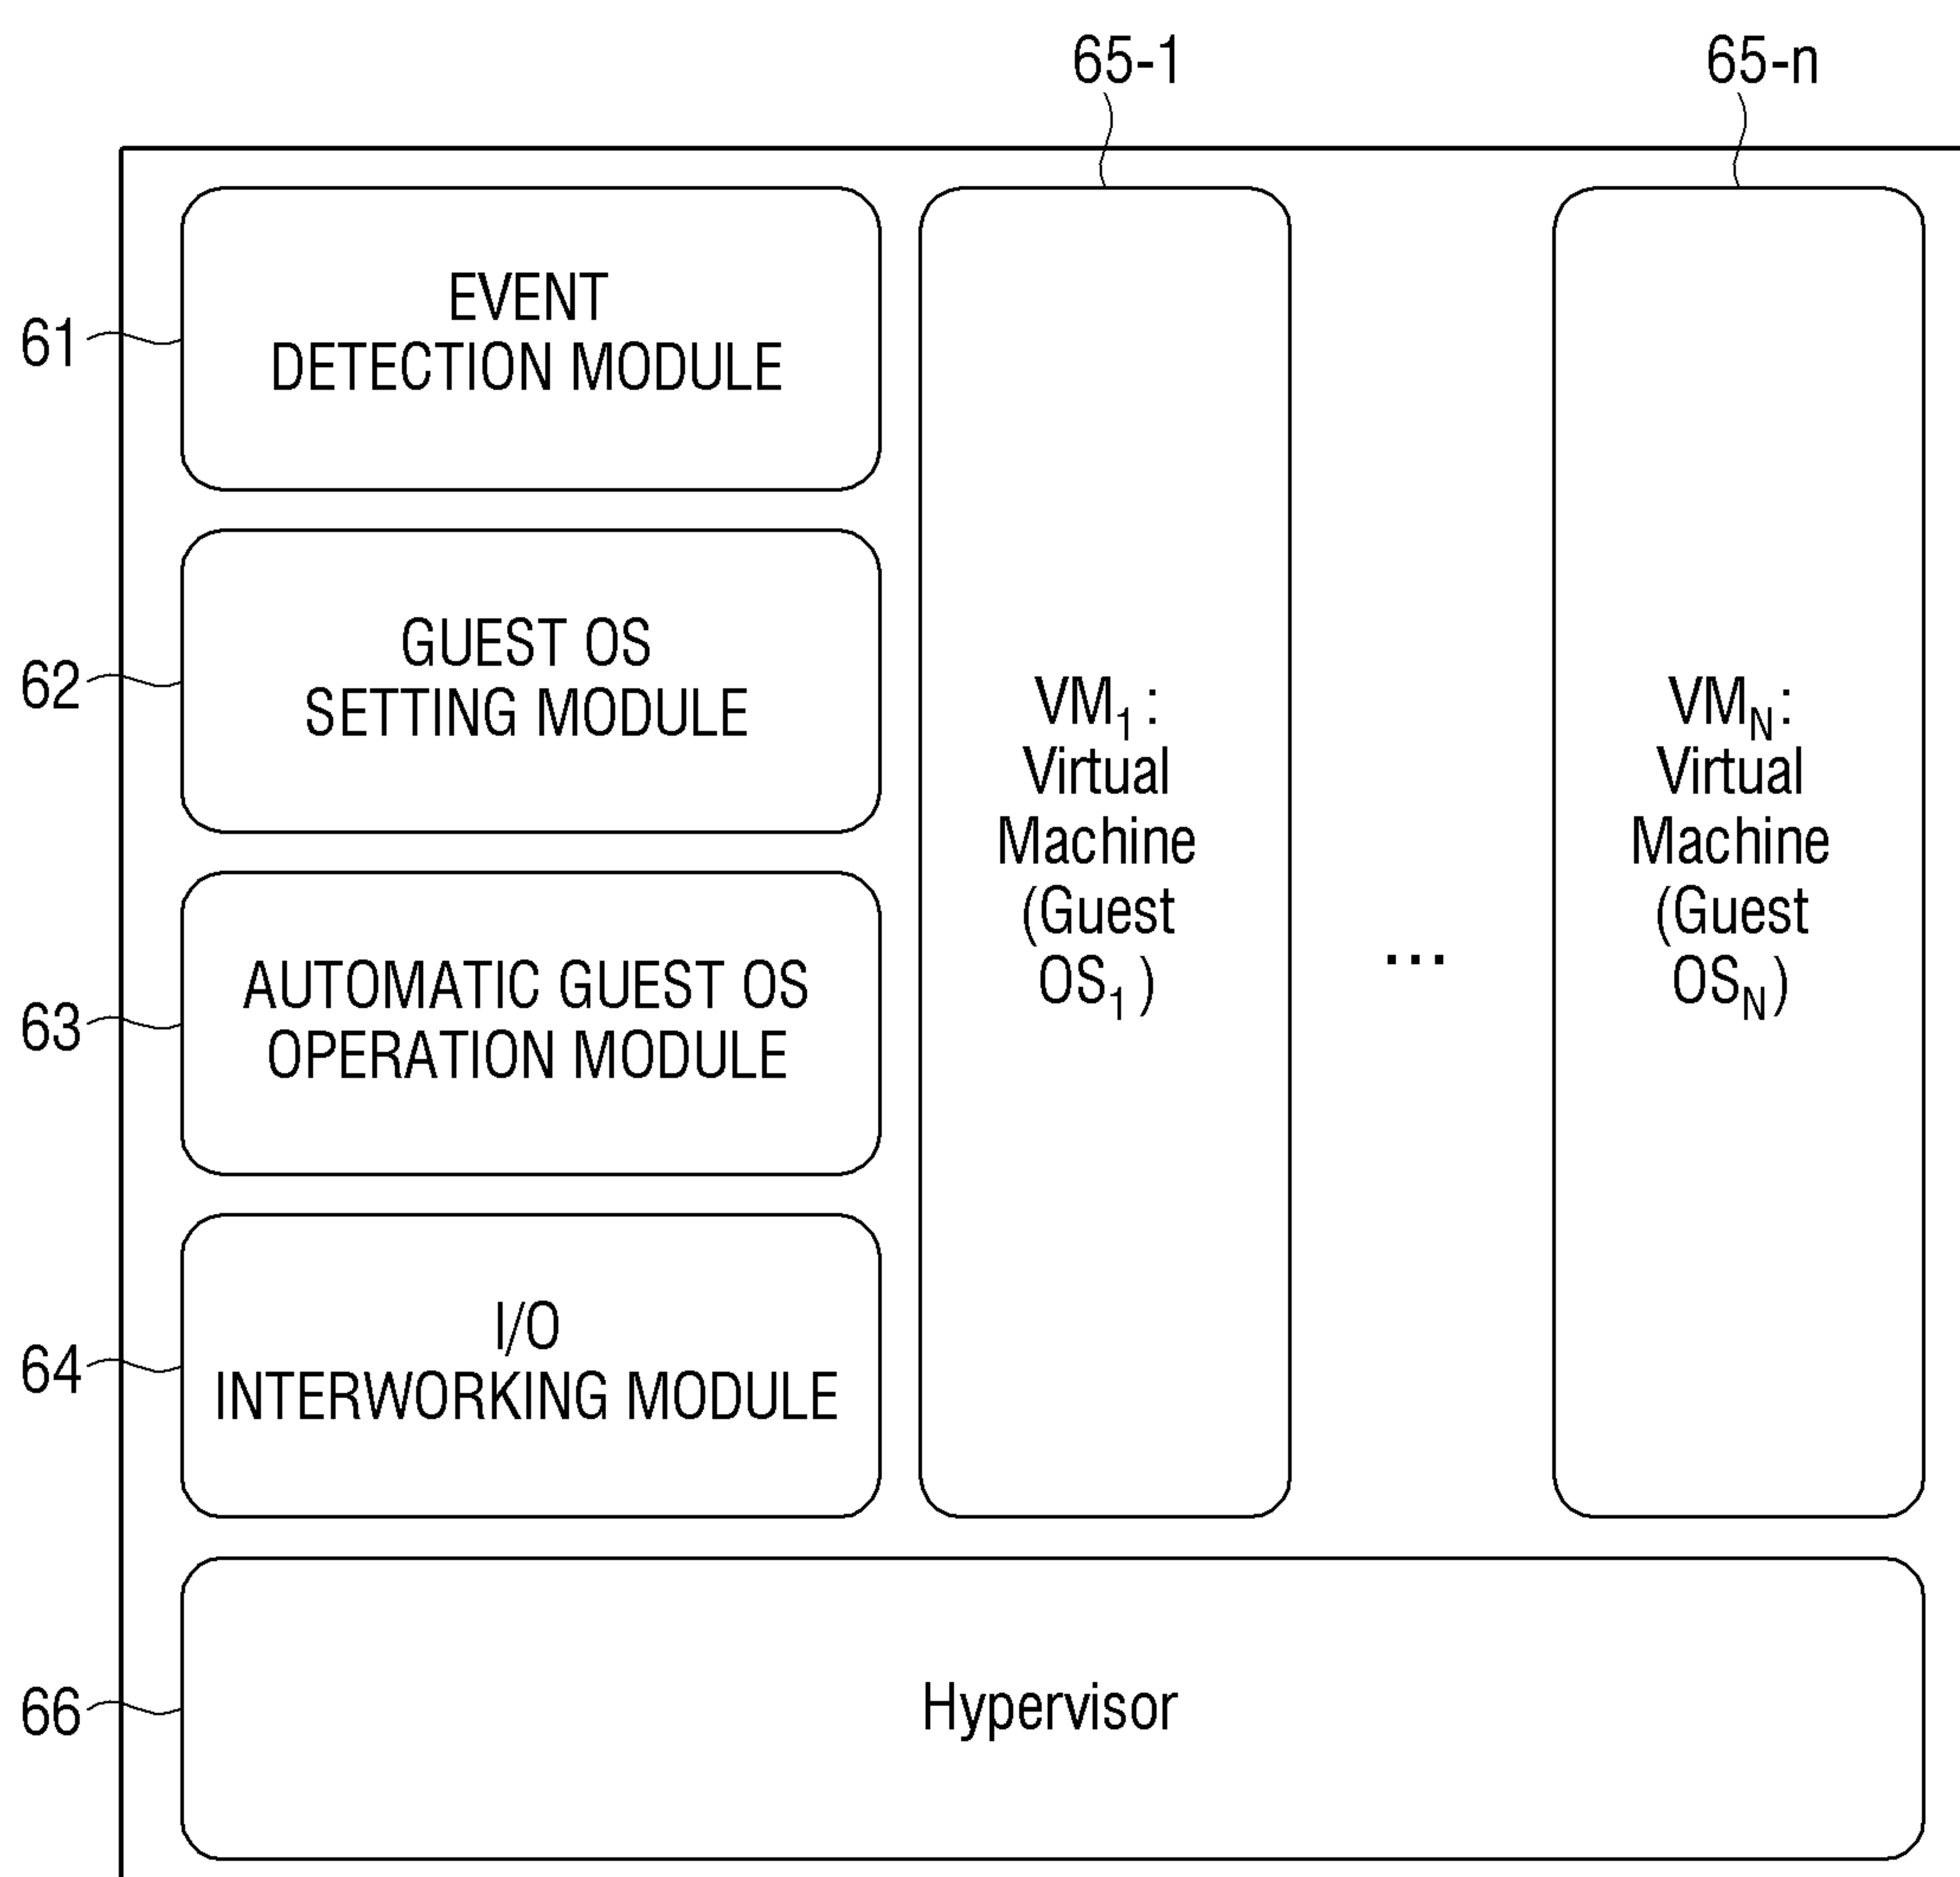 65-1
65-n
61
EVENT
DETECTION MODULE
62
GUEST OS
SETTING MODULE
63
AUTOMATIC GUEST OS
OPERATION MODULE
64
I/O
INTERWORKING MODULE
VM1 :
Virtual
Machine
(Guest
OS1)
...
VMN:
Virtual
Machine
(Guest
OSN)
66
Hypervisor